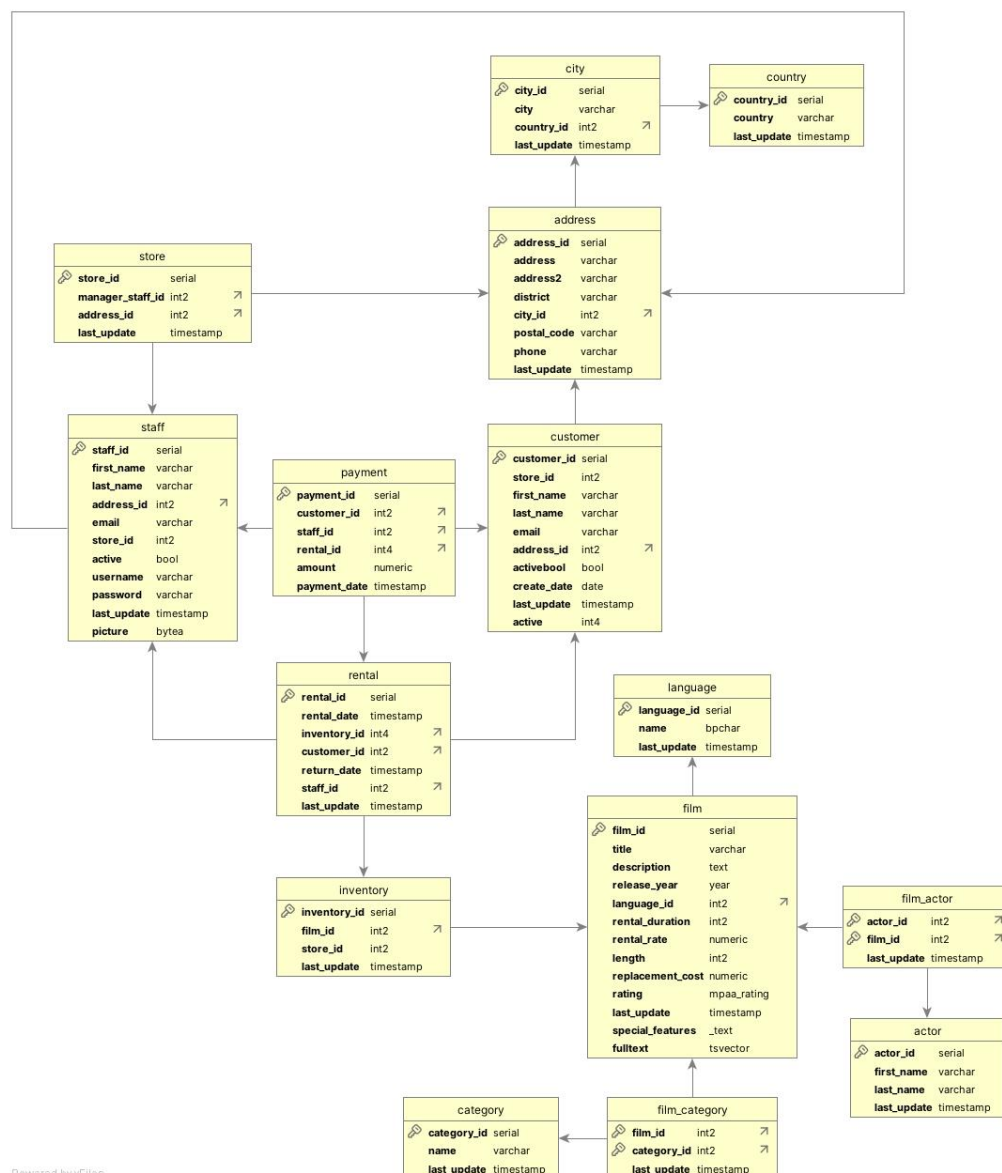 city
city_id serial
city varchar
country_id int2
last_update timestamp
country
country_id serial
country varchar
last_update timestamp
address
address_id serial
address varchar
address2 varchar
district varchar
city_id int2
postal_code varchar
phone varchar
last_update timestamp
store
store_id serial
manager_staff_id int2
address_id int2
last_update timestamp
staff
staff_id serial
first_name varchar
last_name varchar
address_id int2
email varchar
store_id int2
active bool
username varchar
password varchar
last_update timestamp
picture bytea
payment
payment_id serial
customer_id int2
staff_id int2
rental_id int4
amount numeric
payment_date timestamp
customer
customer_id serial
store_id int2
first_name varchar
last_name varchar
email varchar
address_id int2
activebool bool
create_date date
last_update timestamp
active int4
rental
rental_id serial
rental_date timestamp
inventory_id int4
customer_id int2
return_date timestamp
staff_id int2
last_update timestamp
language
language_id serial
name bpchar
last_update timestamp
film
film_id serial
title varchar
description text
release_year year
language_id int2
rental_duration int2
rental_rate numeric
length int2
replacement_cost numeric
rating mpaa_rating
last_update timestamp
special_features _text
fulltext tsvector
inventory
inventory_id serial
film_id int2
store_id int2
last_update timestamp
film_actor
actor_id int2
film_id int2
last_update timestamp
actor
actor_id serial
first_name varchar
last_name varchar
last_update timestamp
category
category_id serial
name varchar
last_update timestamp
film_category
film_id int2
category_id int2
last_update timestamp
Powered by yFiles